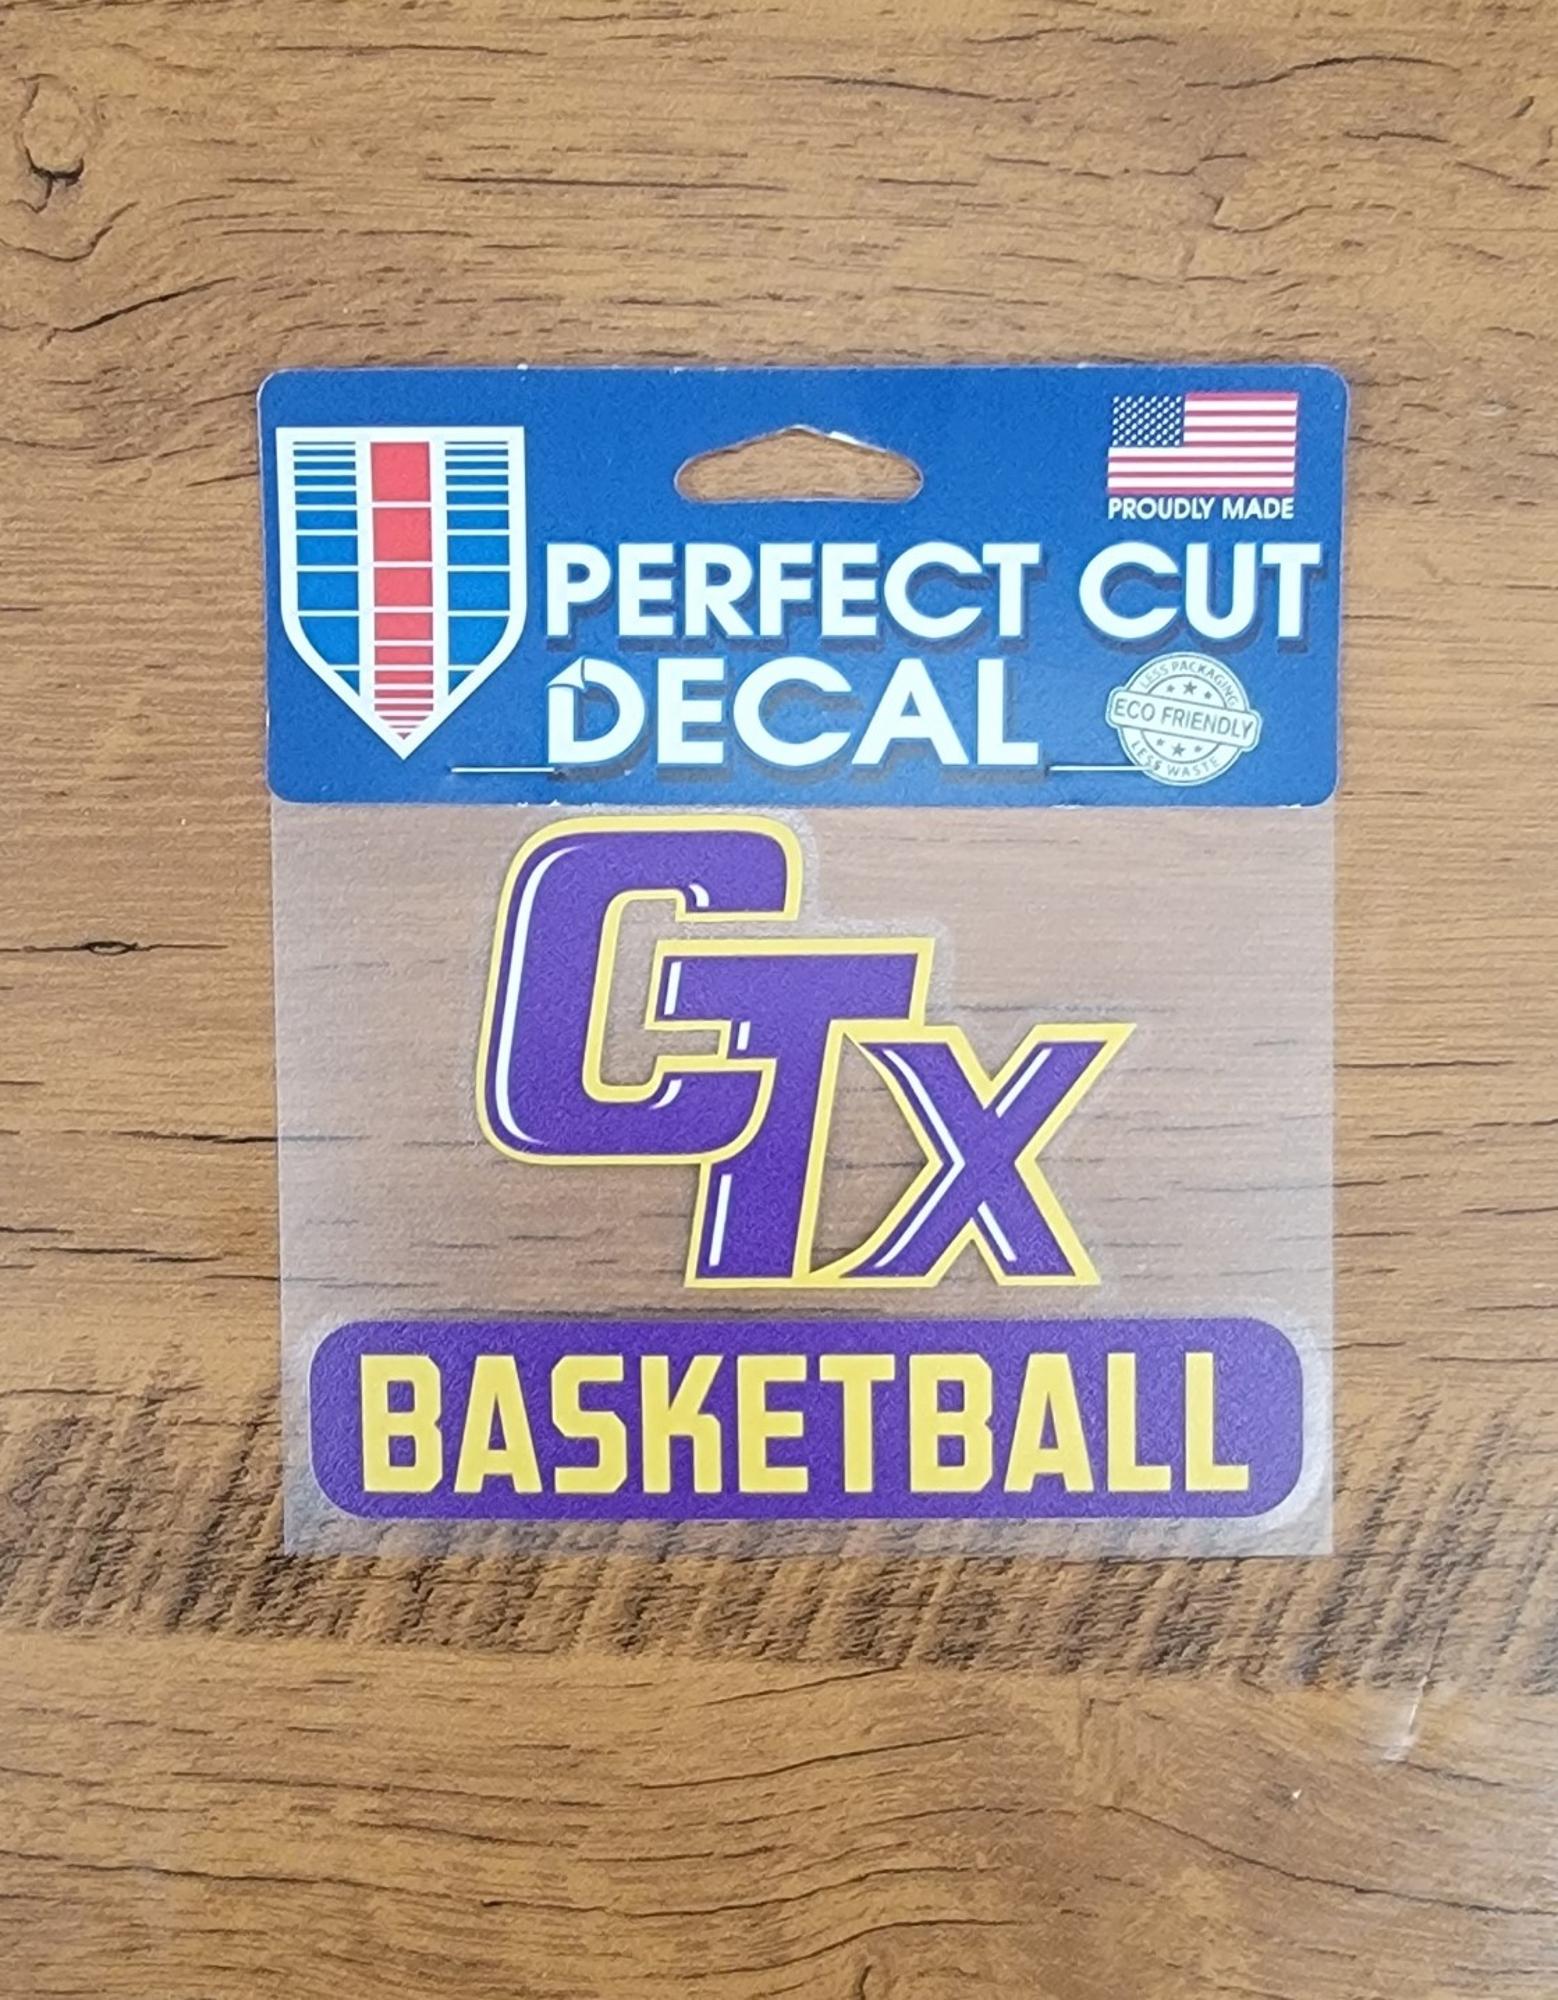 PROUDLY MADE
PERFECT CUT
DECAL
LESS PACKAGING
ECO FRIENDLY
LESS WASTE
CTX
BASKETBALL